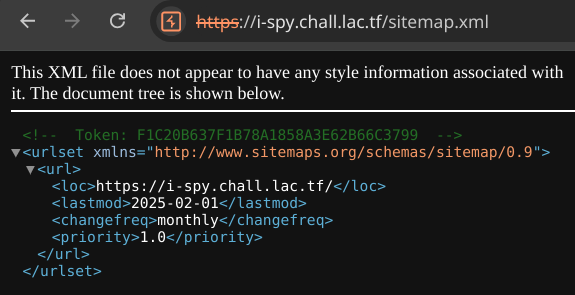 https://i-spy.chall.lac.tf/sitemap.xml
This XML file does not appear to have any style information associated with
it. The document tree is shown below.
<!--  Token: F1C20B637F1B78A1858A3E62B66C3799  -->
▼<urlset xmlns="http://www.sitemaps.org/schemas/sitemap/0.9">
▼<url>
<loc>https://i-spy.chall.lac.tf/</loc>
<lastmod>2025-02-01</lastmod>
<changefreq>monthly</changefreq>
<priority>1.0</priority>
</url>
</urlset>